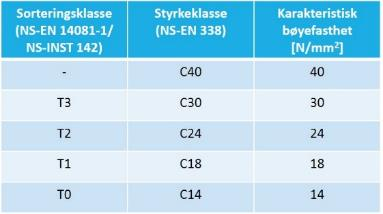 Sorteringsklasse Styrkeklasse Karakteristisk
(NS-EN 14081-1/ (NS-EN 338) bøyefasthet
NS-INST 142) [N/mm²]
- C40 40
T3 C30 30
T2 C24 24
T1 C18 18
T0 C14 14